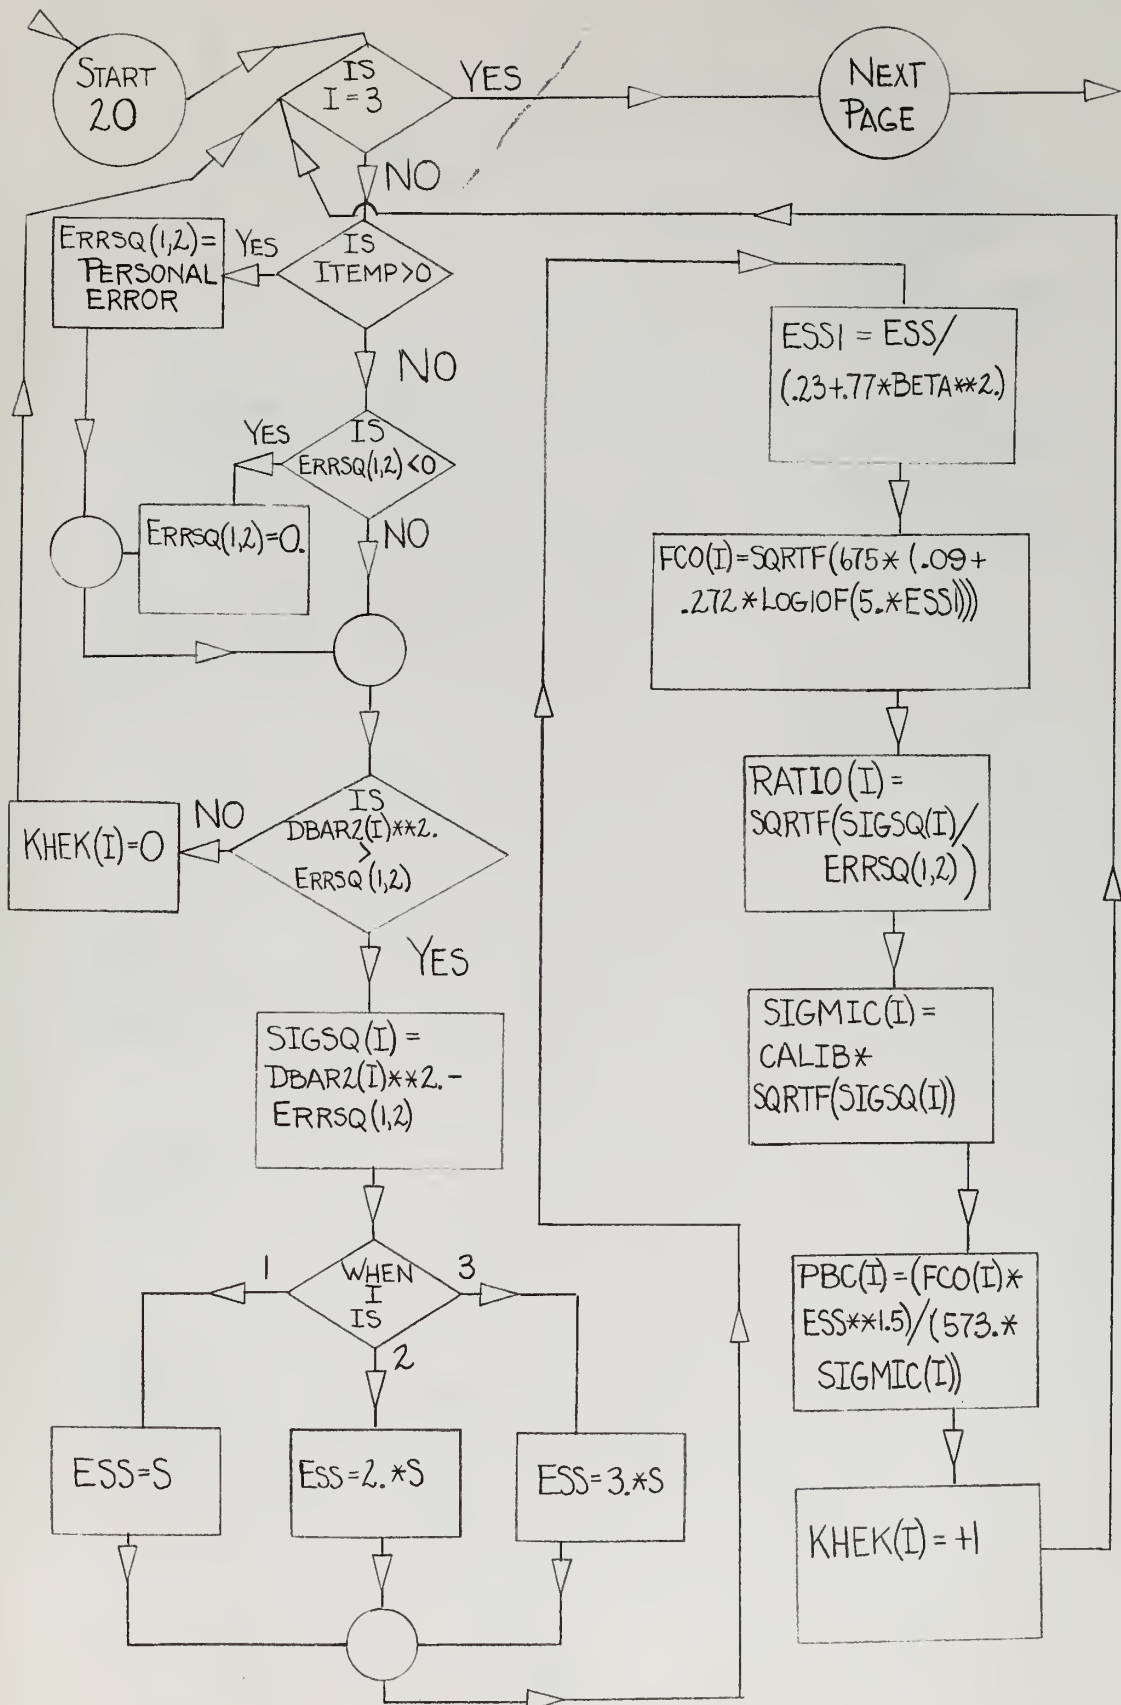 START
20
IS
I=3
YES
NEXT
PAGE
NO
ERRSQ(1,2)=
PERSONAL
ERROR
YES
IS
ITEMP>0
NO
ESS1 = ESS/
(.23+.77*BETA**2.)
YES
IS
ERRSQ(1,2)<0
ERRSQ(1,2)=0.
NO
FCO(I)=SQRTF(675*(.09+
.272*LOG10F(5.*ESS1)))
KHEK(I)=0
NO
IS
DBAR2(I)**2.
>
ERRSQ(1,2)
YES
RATIO(I)=
SQRTF(SIGSQ(I)/
ERRSQ(1,2))
SIGSQ(I)=
DBAR2(I)**2.-
ERRSQ(1,2)
SIGMIC(I)=
CALIB*
SQRTF(SIGSQ(I))
1
WHEN
I
IS
3
2
PBC(I)=(FCO(I)*
ESS**1.5)/(573.*
SIGMIC(I))
ESS=S
ESS=2.*S
ESS=3.*S
KHEK(I)=+1